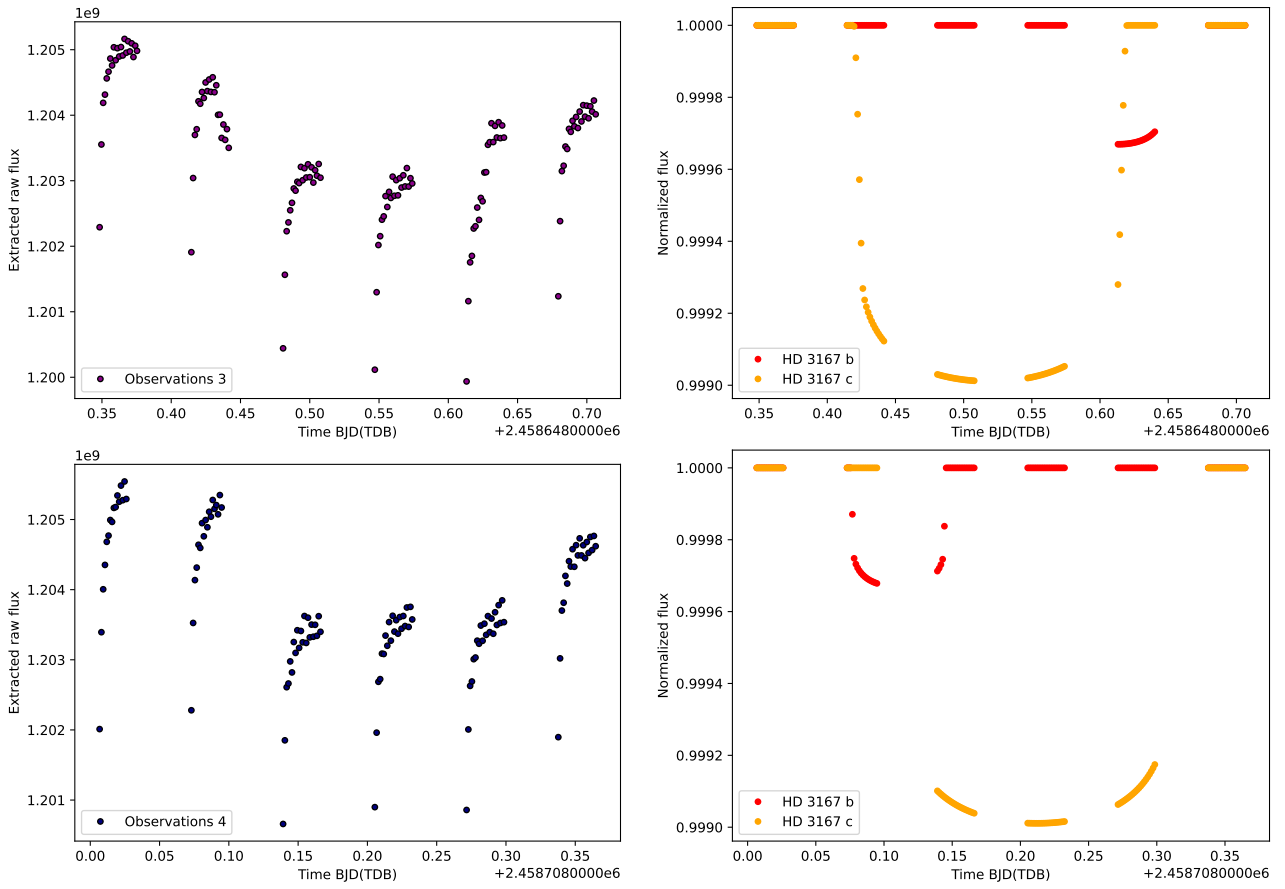 1e9
1.205
1.204
1.203
1.202
1.201
1.200
Extracted raw flux
Observations 3
0.35 0.40 0.45 0.50 0.55 0.60 0.65 0.70
Time BJD(TDB)
+2.4586480000e6
1.0000
0.9998
0.9996
0.9994
0.9992
0.9990
Normalized flux
HD 3167 b
HD 3167 c
0.35 0.40 0.45 0.50 0.55 0.60 0.65 0.70
Time BJD(TDB)
+2.4586480000e6
1e9
1.205
1.204
1.203
1.202
1.201
Extracted raw flux
Observations 4
0.00 0.05 0.10 0.15 0.20 0.25 0.30 0.35
Time BJD(TDB)
+2.4587080000e6
1.0000
0.9998
0.9996
0.9994
0.9992
0.9990
Normalized flux
HD 3167 b
HD 3167 c
0.00 0.05 0.10 0.15 0.20 0.25 0.30 0.35
Time BJD(TDB)
+2.4587080000e6